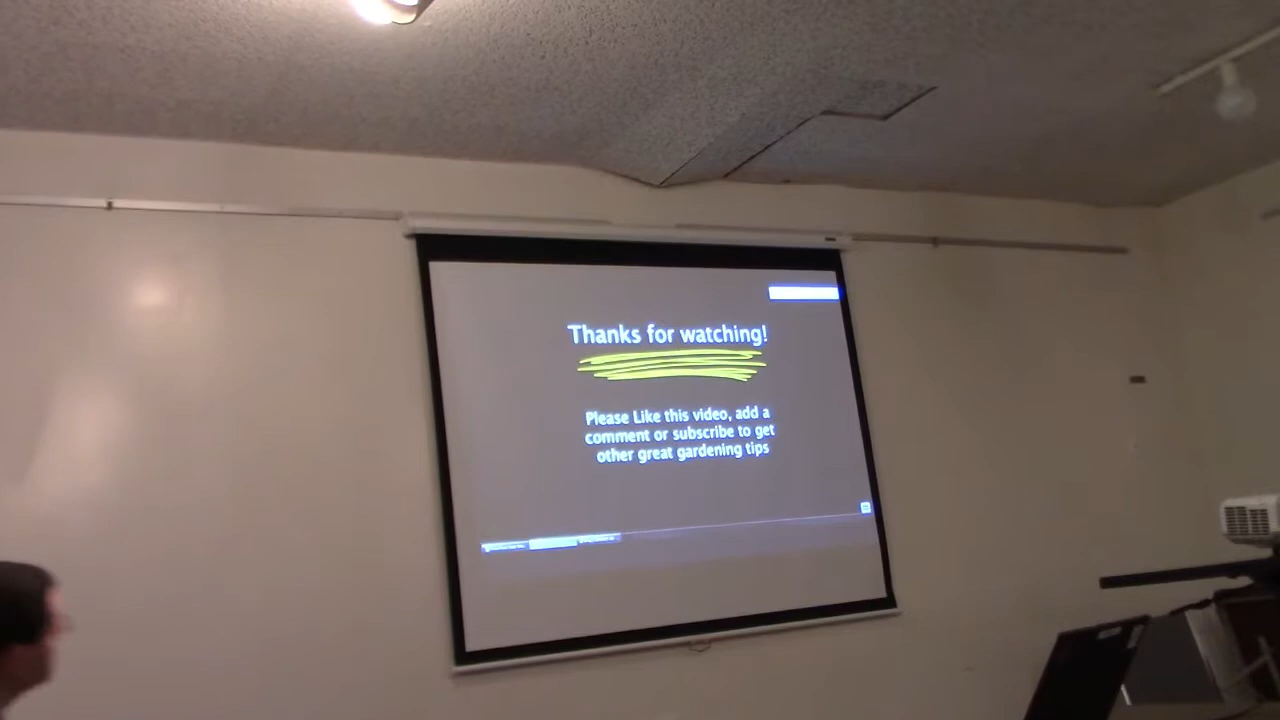 Thanks for watching!
Please Like this video, add a
comment or subscribe to get
other great gardening tips